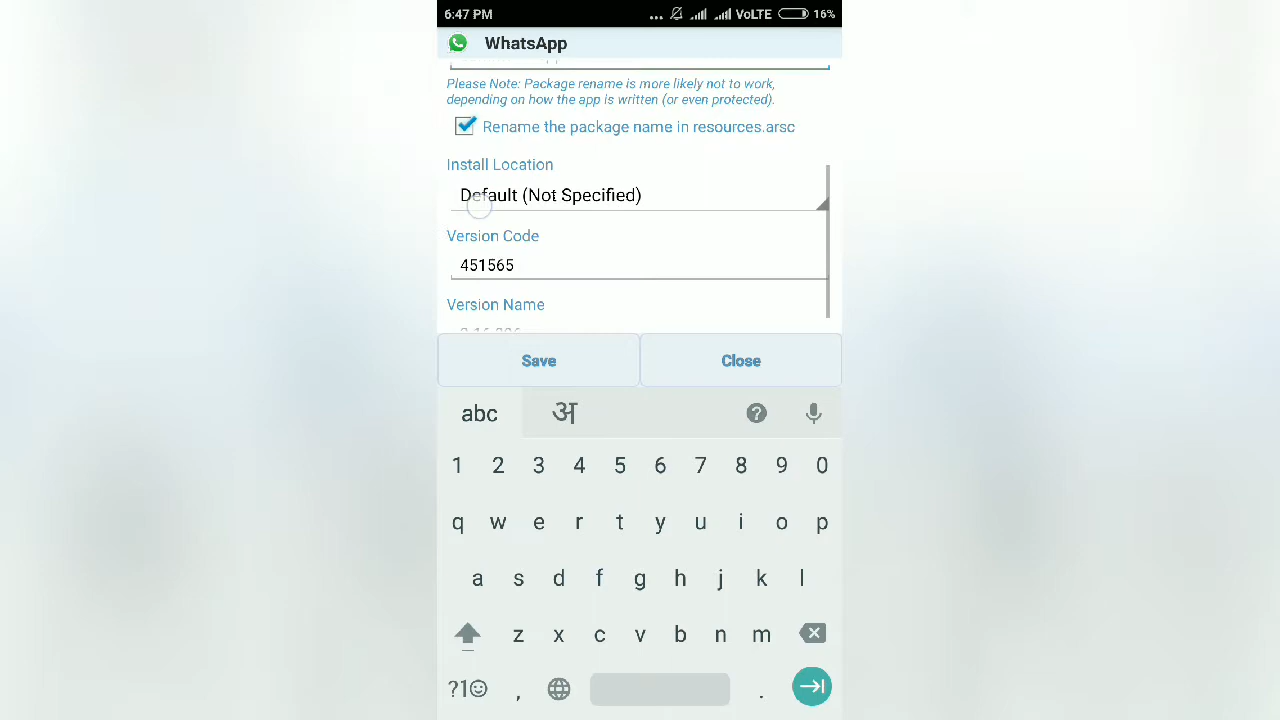 6:47 PM ... VoLTE 16%
WhatsApp
Please Note: Package rename is more likely not to work,
depending on how the app is written (or even protected).
Rename the package name in resources.arsc
Install Location
Default (Not Specified)
Version Code
451565
Version Name
Save Close
abc अ ?
1 2 3 4 5 6 7 8 9 0
q w e r t y u i o p
a s d f g h j k l
z x c v b n m
?1☺ , .